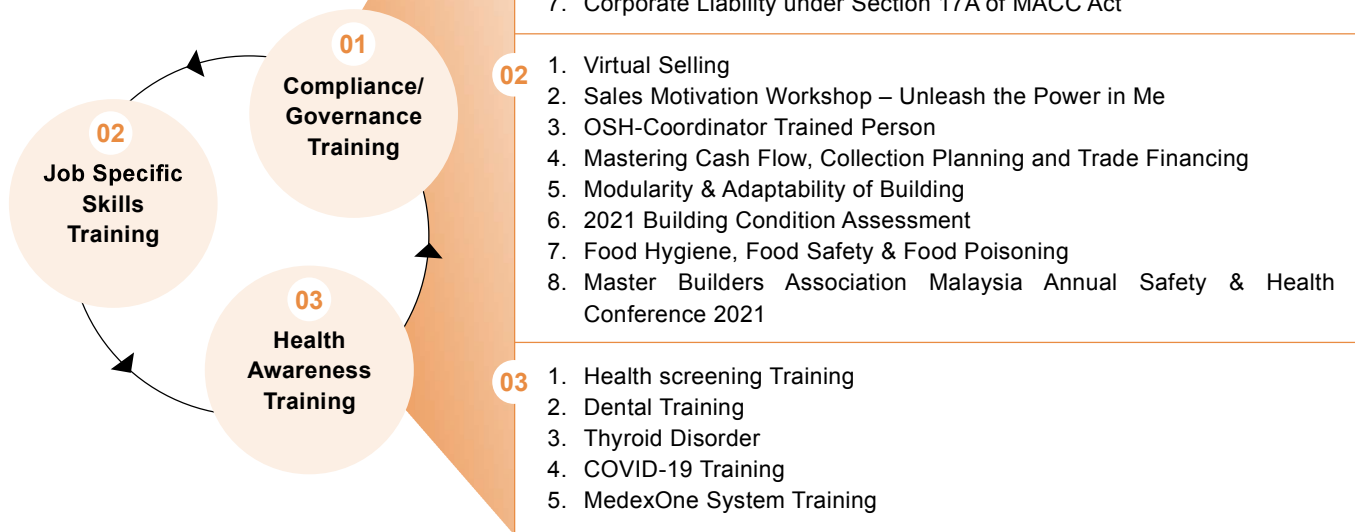 7. Corporate Liability under Section 17A of MACC Act
01
Compliance/
Governance
Training
02
Job Specific
Skills
Training
03
Health
Awareness
Training
02
1. Virtual Selling
2. Sales Motivation Workshop – Unleash the Power in Me
3. OSH-Coordinator Trained Person
4. Mastering Cash Flow, Collection Planning and Trade Financing
5. Modularity & Adaptability of Building
6. 2021 Building Condition Assessment
7. Food Hygiene, Food Safety & Food Poisoning
8. Master Builders Association Malaysia Annual Safety & Health
Conference 2021
03
1. Health screening Training
2. Dental Training
3. Thyroid Disorder
4. COVID-19 Training
5. MedexOne System Training